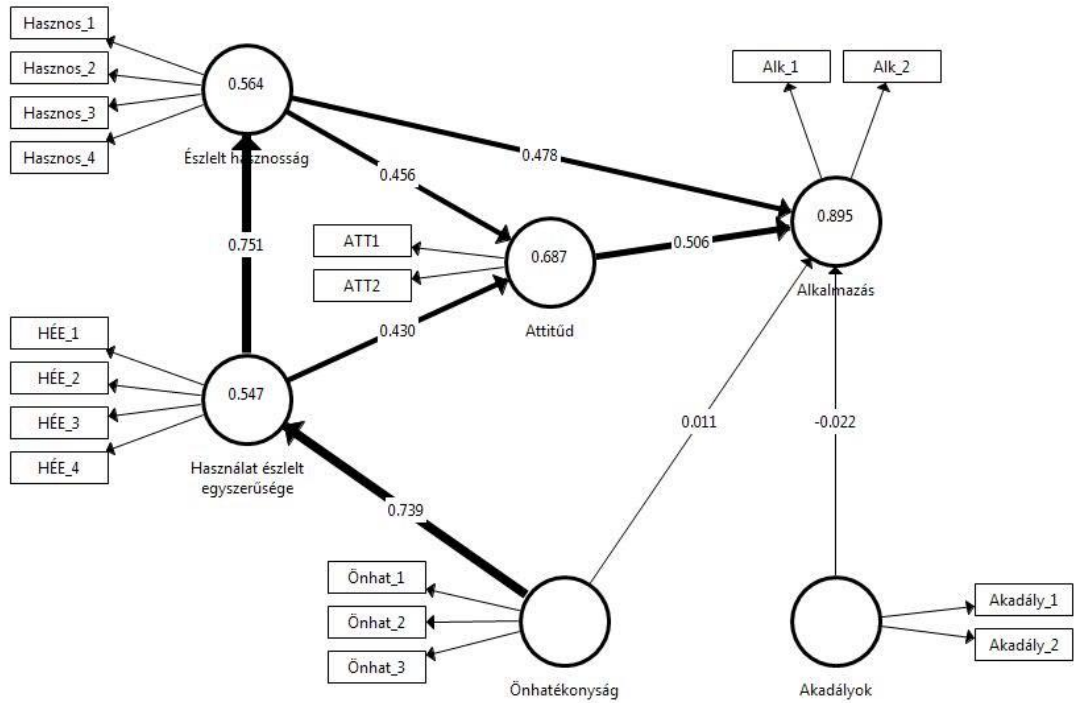 Hasznos_1
Hasznos_2
Hasznos_3
Hasznos_4
0.564
Észlelt hasznosság
Alk_1
Alk_2
0.478
0.456
0.895
Alkalmazás
0.751
ATT1
ATT2
0.687
Attitűd
0.506
0.430
HÉE_1
HÉE_2
HÉE_3
HÉE_4
0.547
Használat észlelt
egyszerűsége
0.011
-0.022
0.739
Önhat_1
Önhat_2
Önhat_3
Önhatékonyság
Akadályok
Akadály_1
Akadály_2